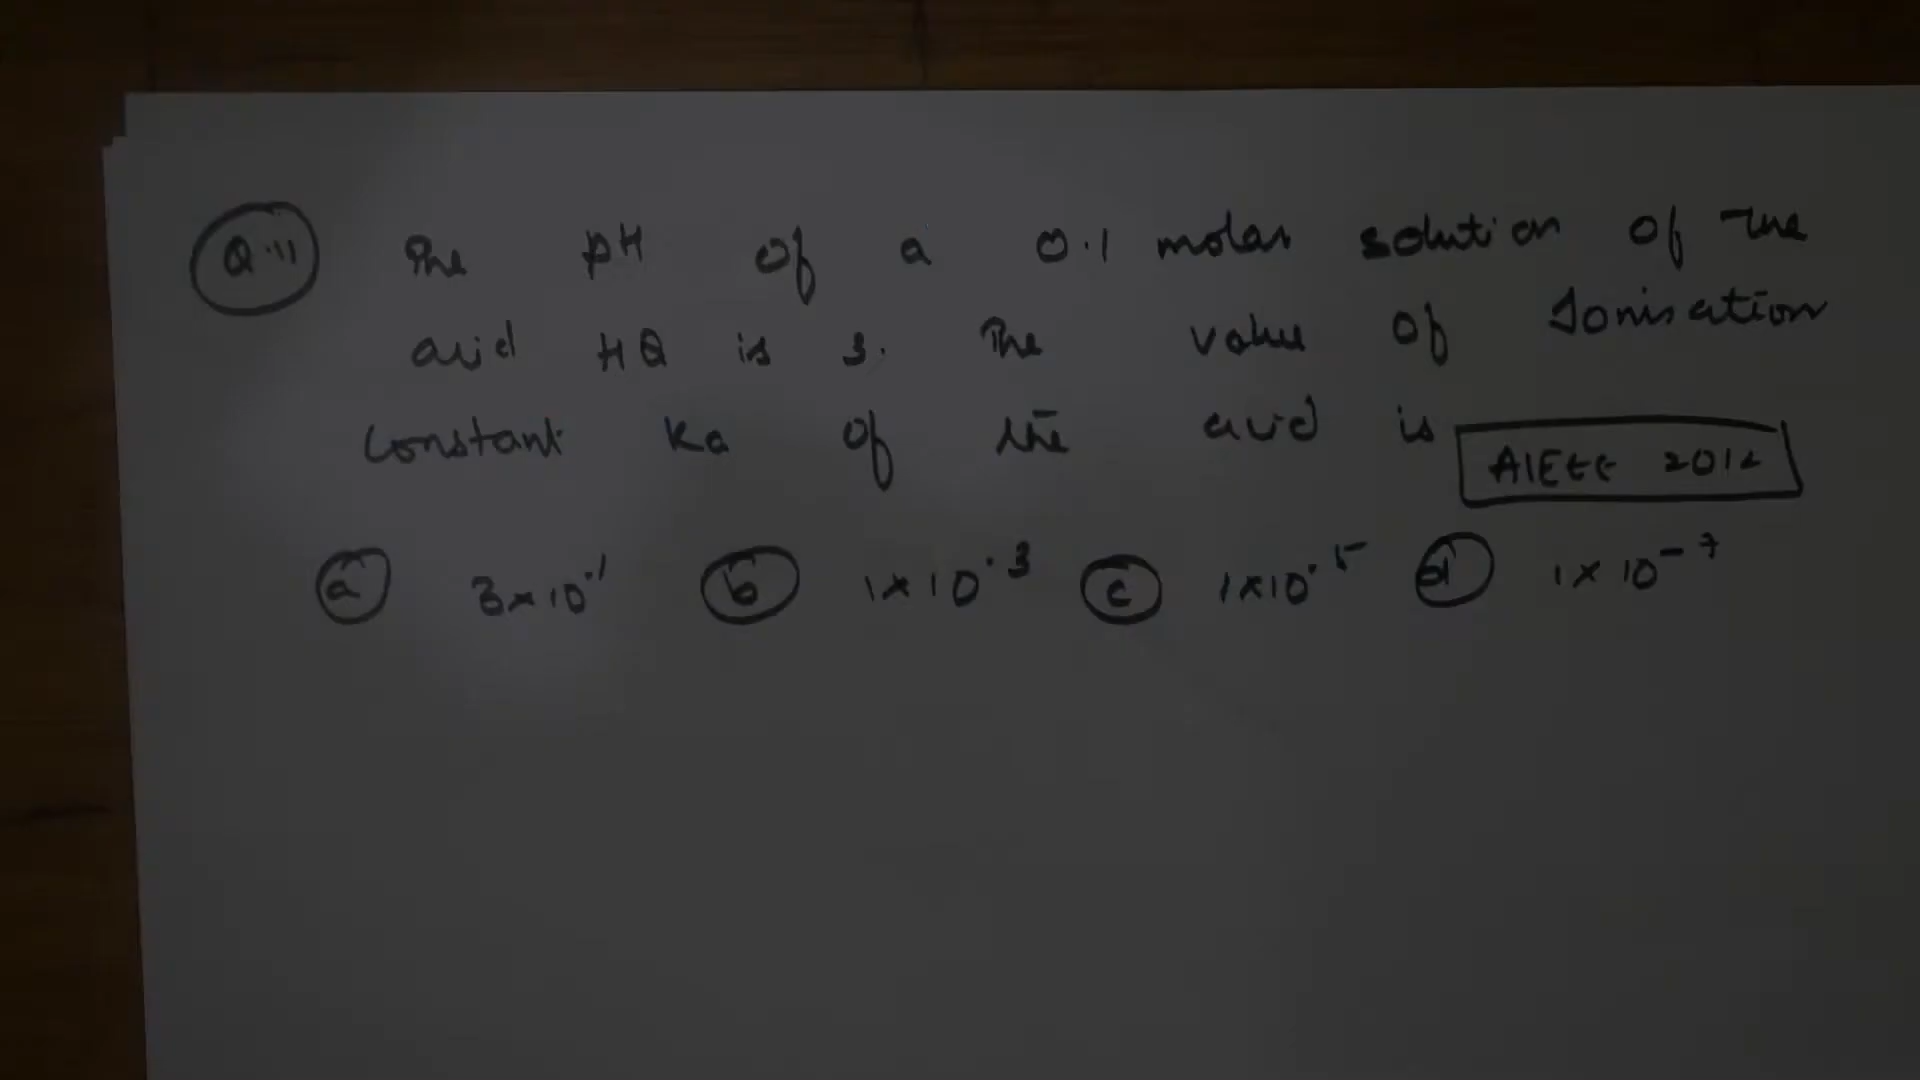 Q.11 The pH of a 0.1 molar solution of the
acid HQ is 3. The value of Ionisation
constant Ka of the acid is
AIEEE 2012
a 3×10-1 b 1×10-3 c 1×10-5 d 1×10-7